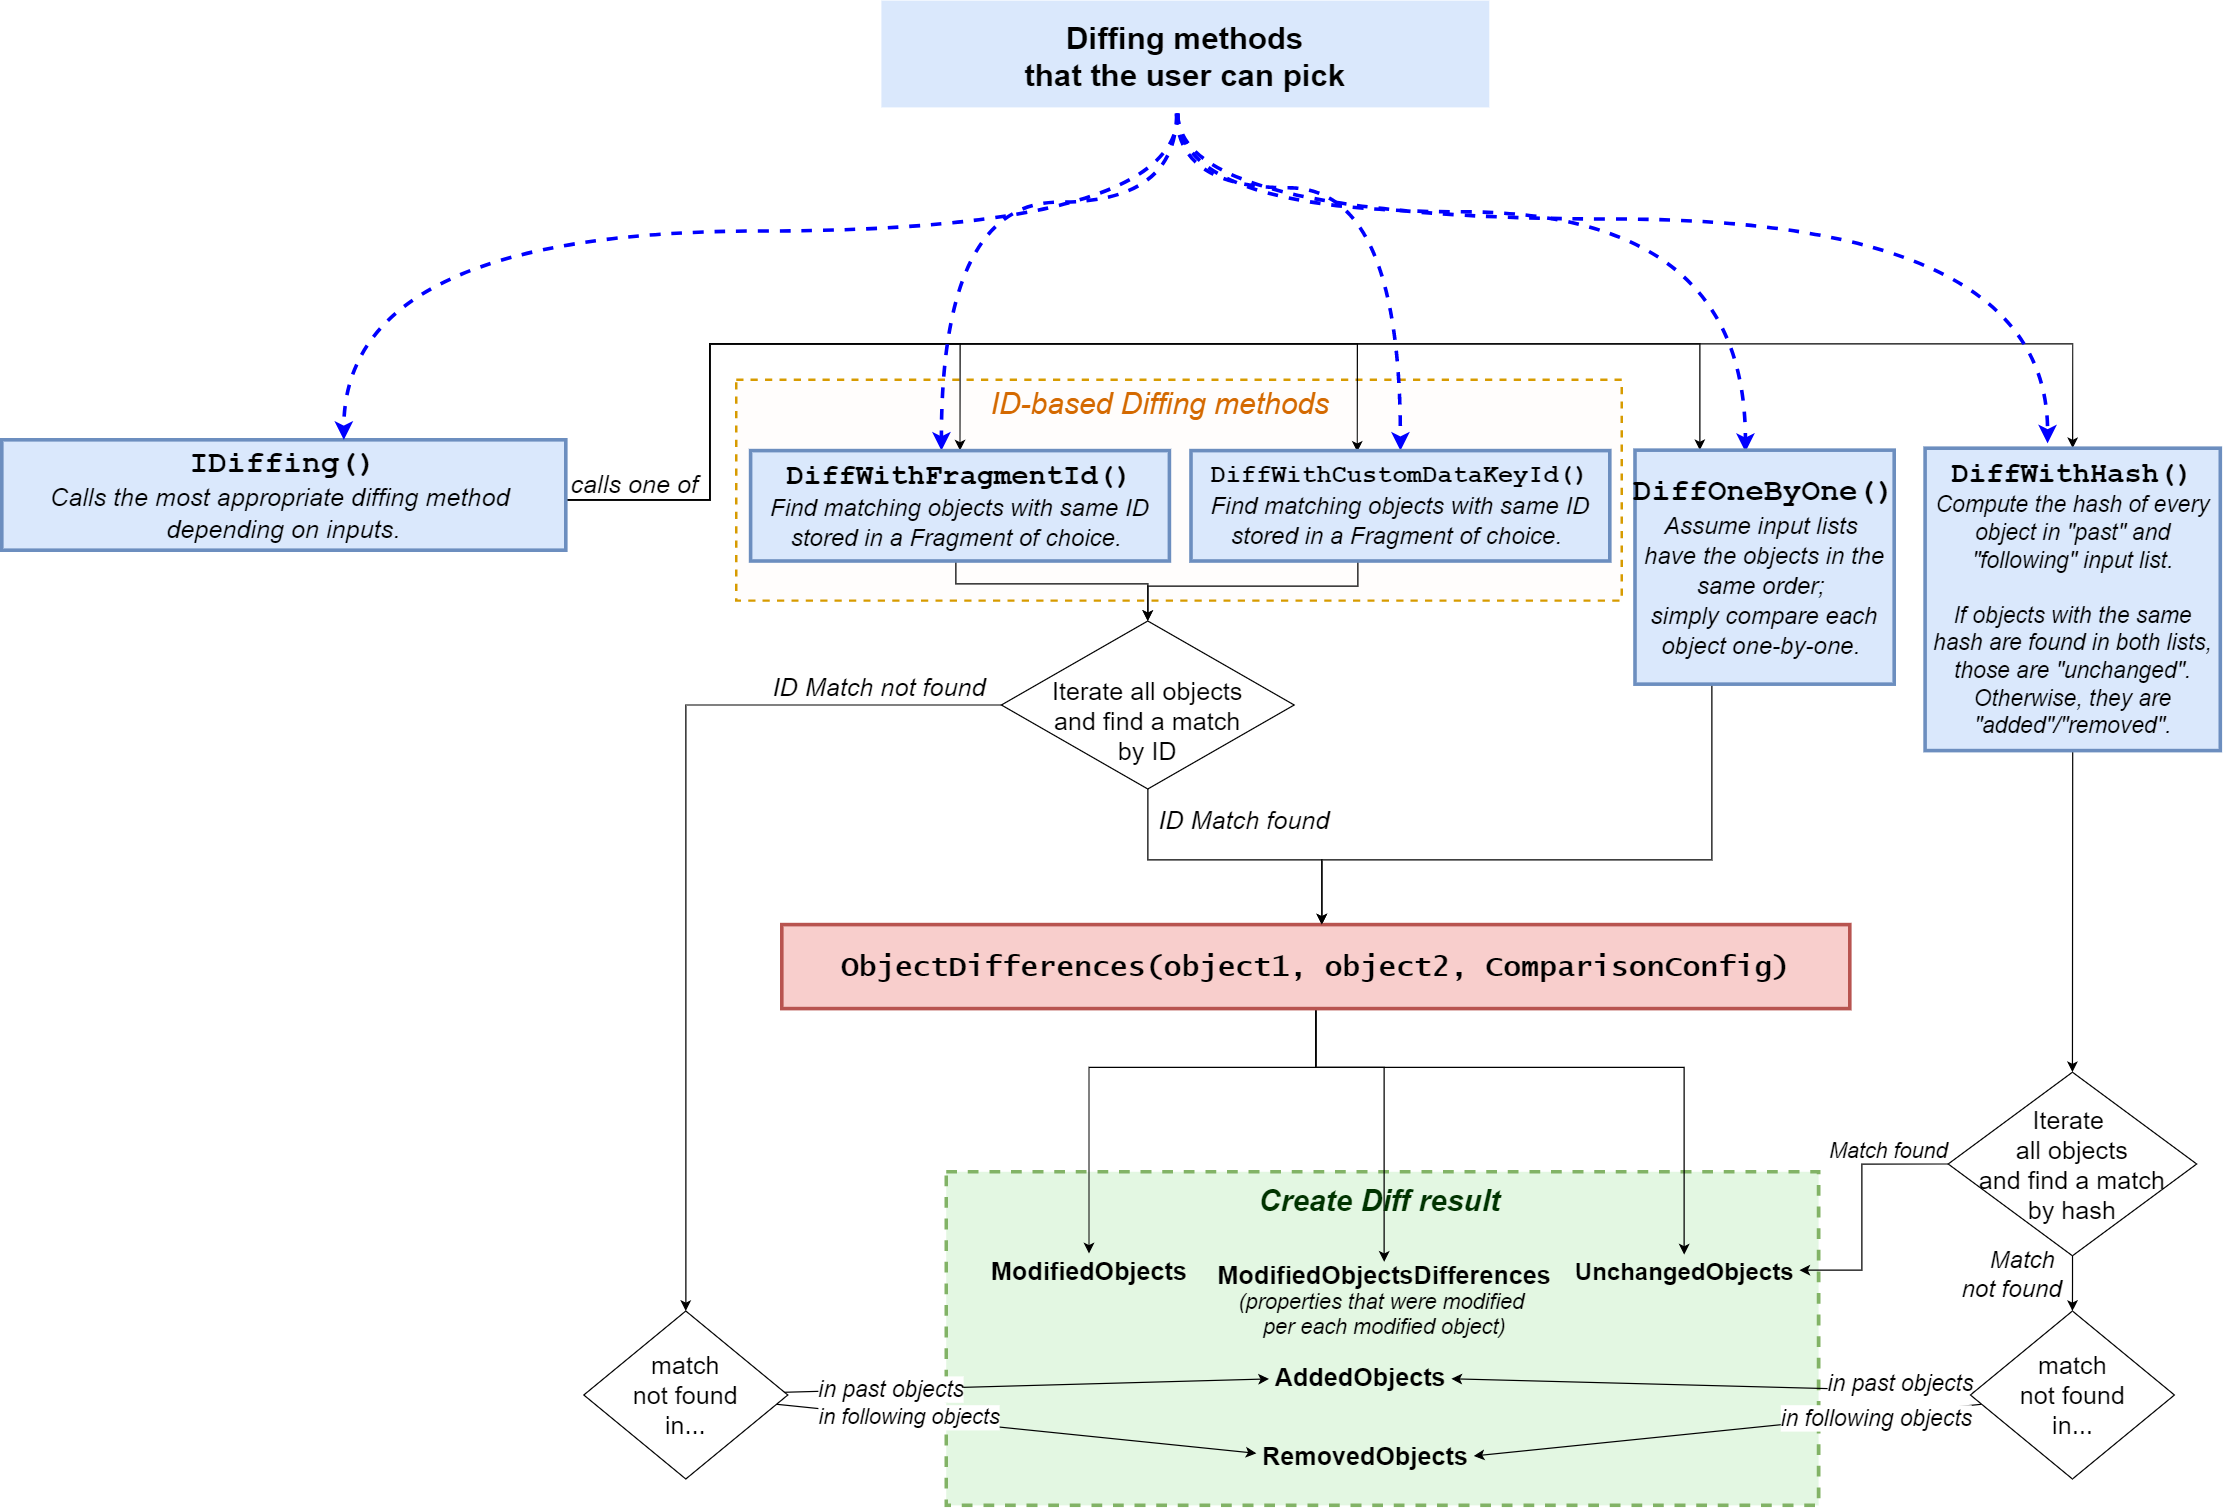 Diffing methods
that the user can pick
IDiffing()
Calls the most appropriate diffing method
depending on inputs.
calls one of
ID-based Diffing methods
DiffWithFragmentId()
Find matching objects with same ID
stored in a Fragment of choice.
DiffWithCustomDataKeyId()
Find matching objects with same ID
stored in a Fragment of choice.
DiffOneByOne()
Assume input lists
have the objects in the
same order;
simply compare each
object one-by-one.
DiffWithHash()
Compute the hash of every
object in "past" and
"following" input list.
If objects with the same
hash are found in both lists,
those are "unchanged".
Otherwise, they are
"added"/"removed".
ID Match not found
Iterate all objects
and find a match
by ID
ID Match found
ObjectDifferences(object1, object2, ComparisonConfig)
Match found
Iterate
all objects
and find a match
by hash
Match
not found
Create Diff result
ModifiedObjects
ModifiedObjectsDifferences
(properties that were modified
per each modified object)
UnchangedObjects
match
not found
in...
in past objects
in following objects
AddedObjects
RemovedObjects
in past objects
in following objects
match
not found
in...